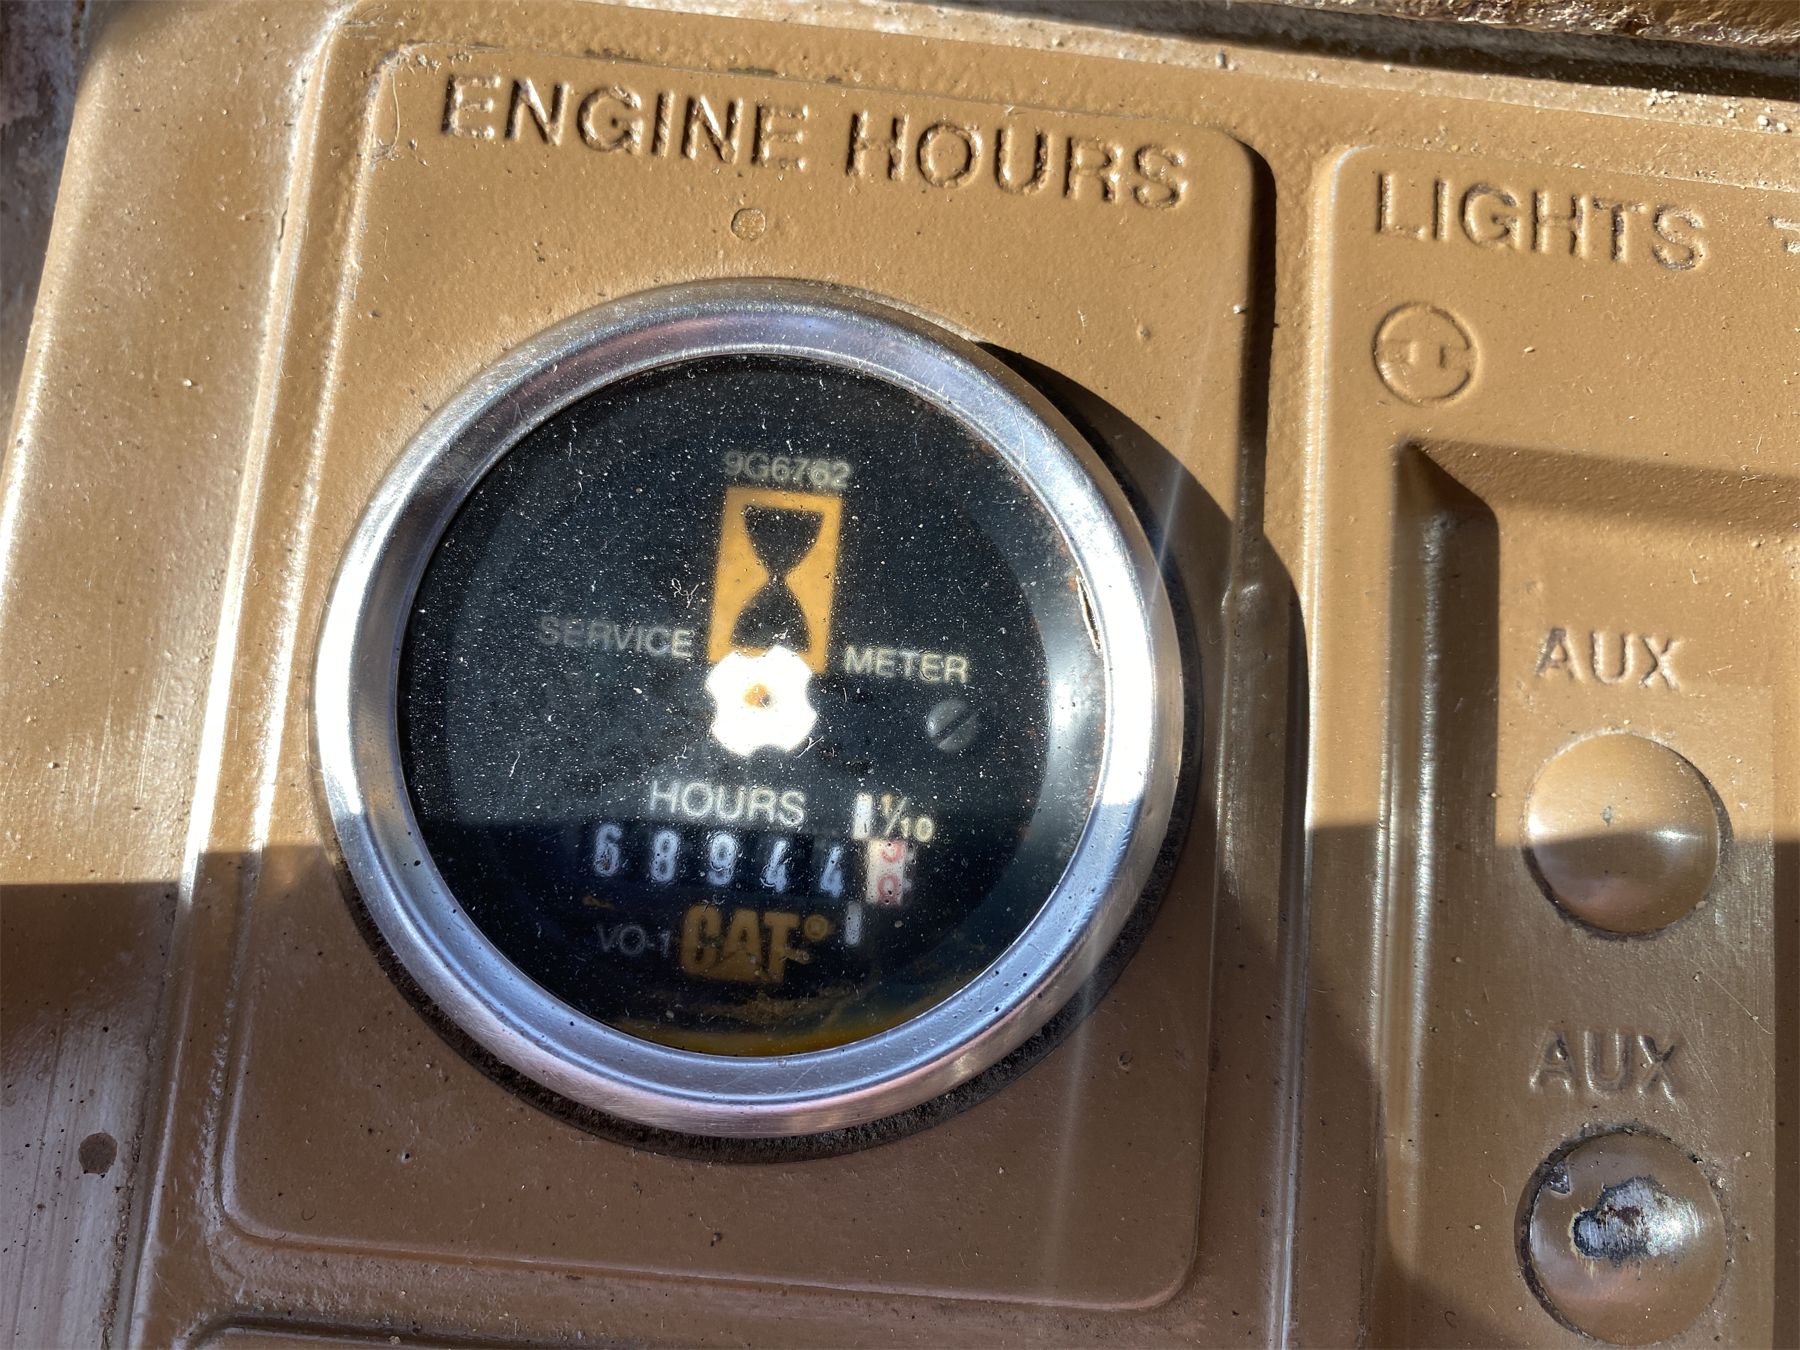 ENGINE HOURS
LIGHTS
9G6762
SERVICE METER
HOURS 1/10
68944
CAT
VO-1
AUX
AUX